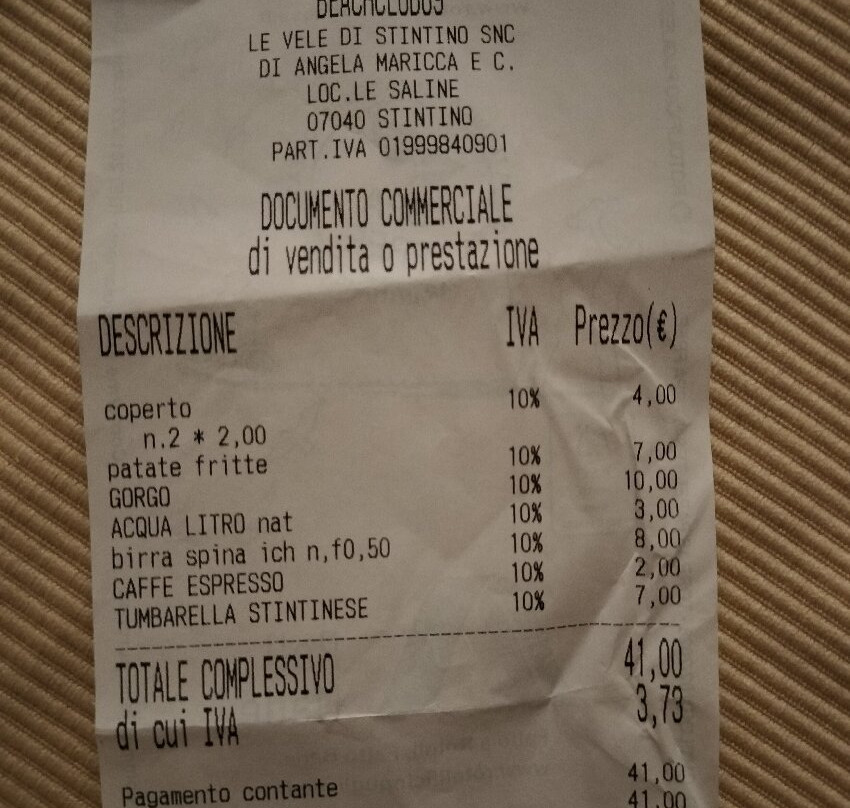 LE VELE DI STINTINO SNC
DI ANGELA MARICCA E C.
LOC.LE SALINE
07040 STINTINO
PART.IVA 01999840901
DOCUMENTO COMMERCIALE
di vendita o prestazione
DESCRIZIONE IVA Prezzo(€)
coperto 10% 4,00
n.2 * 2,00
patate fritte 10% 7,00
GORGO 10% 10,00
ACQUA LITRO nat 10% 3,00
birra spina ich n,f0,50 10% 8,00
CAFFE ESPRESSO 10% 2,00
TUMBARELLA STINTINESE 10% 7,00
TOTALE COMPLESSIVO 41,00
di cui IVA 3,73
Pagamento contante 41,00
41,00